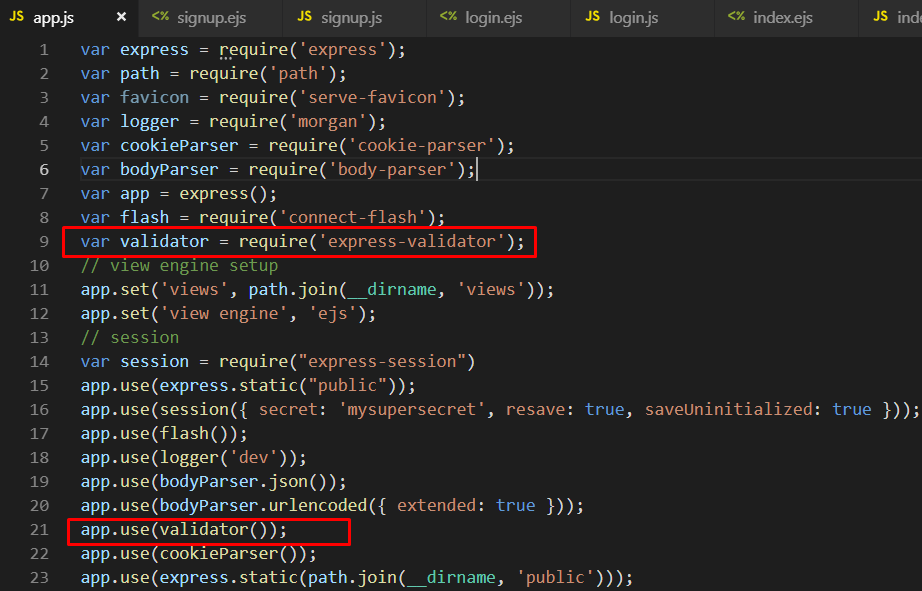 JS app.js × <% signup.ejs JS signup.js <% login.ejs JS login.js <% index.ejs JS
1 var express = require('express');
2 var path = require('path');
3 var favicon = require('serve-favicon');
4 var logger = require('morgan');
5 var cookieParser = require('cookie-parser');
6 var bodyParser = require('body-parser');
7 var app = express();
8 var flash = require('connect-flash');
9 var validator = require('express-validator');
10 // view engine setup
11 app.set('views', path.join(__dirname, 'views'));
12 app.set('view engine', 'ejs');
13 // session
14 var session = require("express-session")
15 app.use(express.static("public"));
16 app.use(session({ secret: 'mysupersecret', resave: true, saveUninitialized: true }));
17 app.use(flash());
18 app.use(logger('dev'));
19 app.use(bodyParser.json());
20 app.use(bodyParser.urlencoded({ extended: true }));
21 app.use(validator());
22 app.use(cookieParser());
23 app.use(express.static(path.join(__dirname, 'public')));